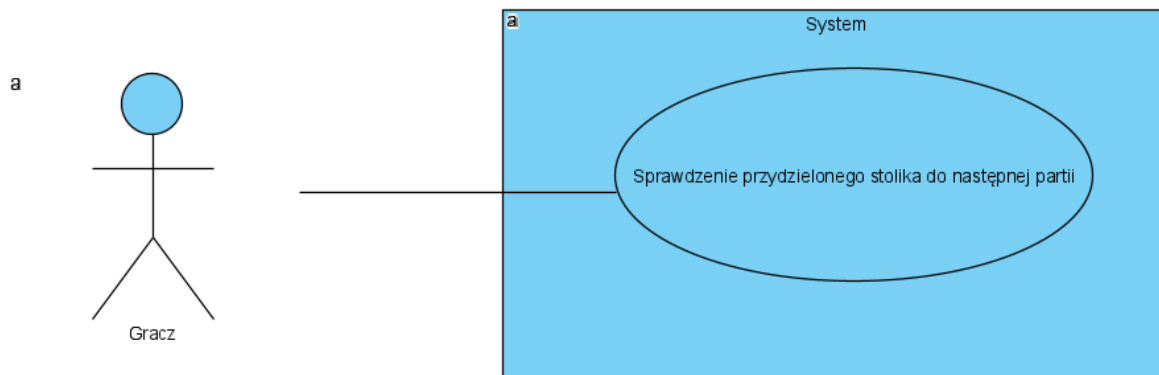 a
System
a
Sprawdzenie przydzielonego stolika do następnej partii
Gracz